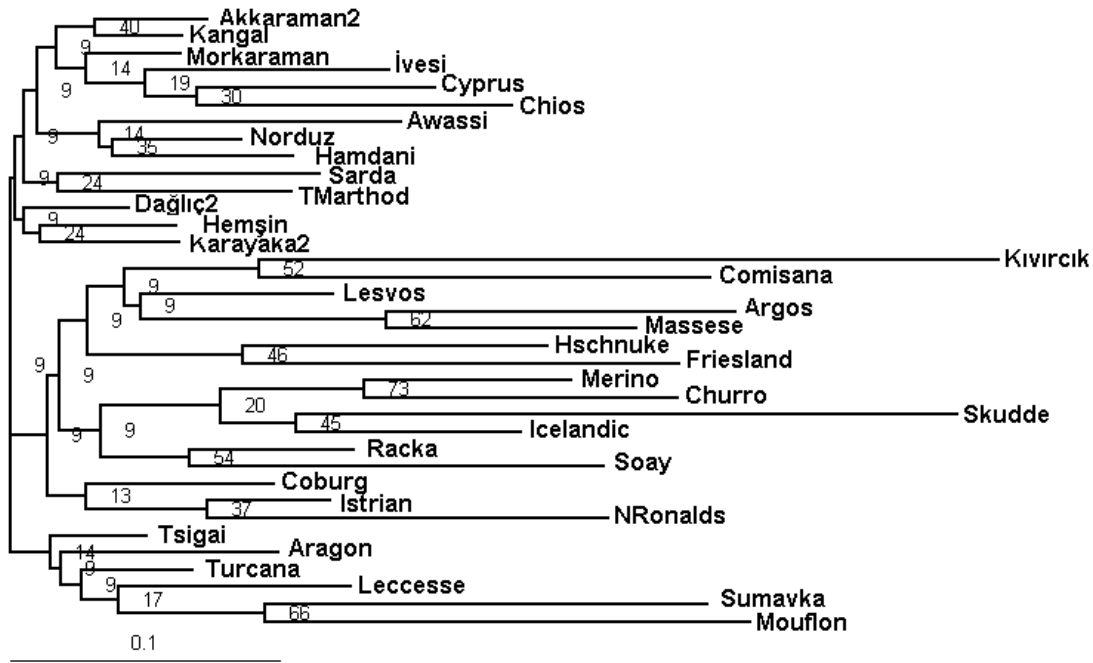 Akkaraman2
40
Kangal
9
Morkaraman
14
İvesi
19
Cyprus
9
30
Chios
Awassi
9
14
Norduz
35
Hamdani
Sarda
9
24
TMarthod
Dağlıç2
9
Hemşin
24
Karayaka2
Kıvırcık
52
Comisana
9
Lesvos
9
Argos
9
62
Massese
Hschnuke
46
Friesland
9
9
Merino
73
Churro
20
Skudde
45
Icelandic
9
9
Racka
54
Soay
Coburg
13
Istrian
37
NRonalds
Tsigai
14
Aragon
9
Turcana
9
Leccesse
17
Sumavka
66
Mouflon
0.1